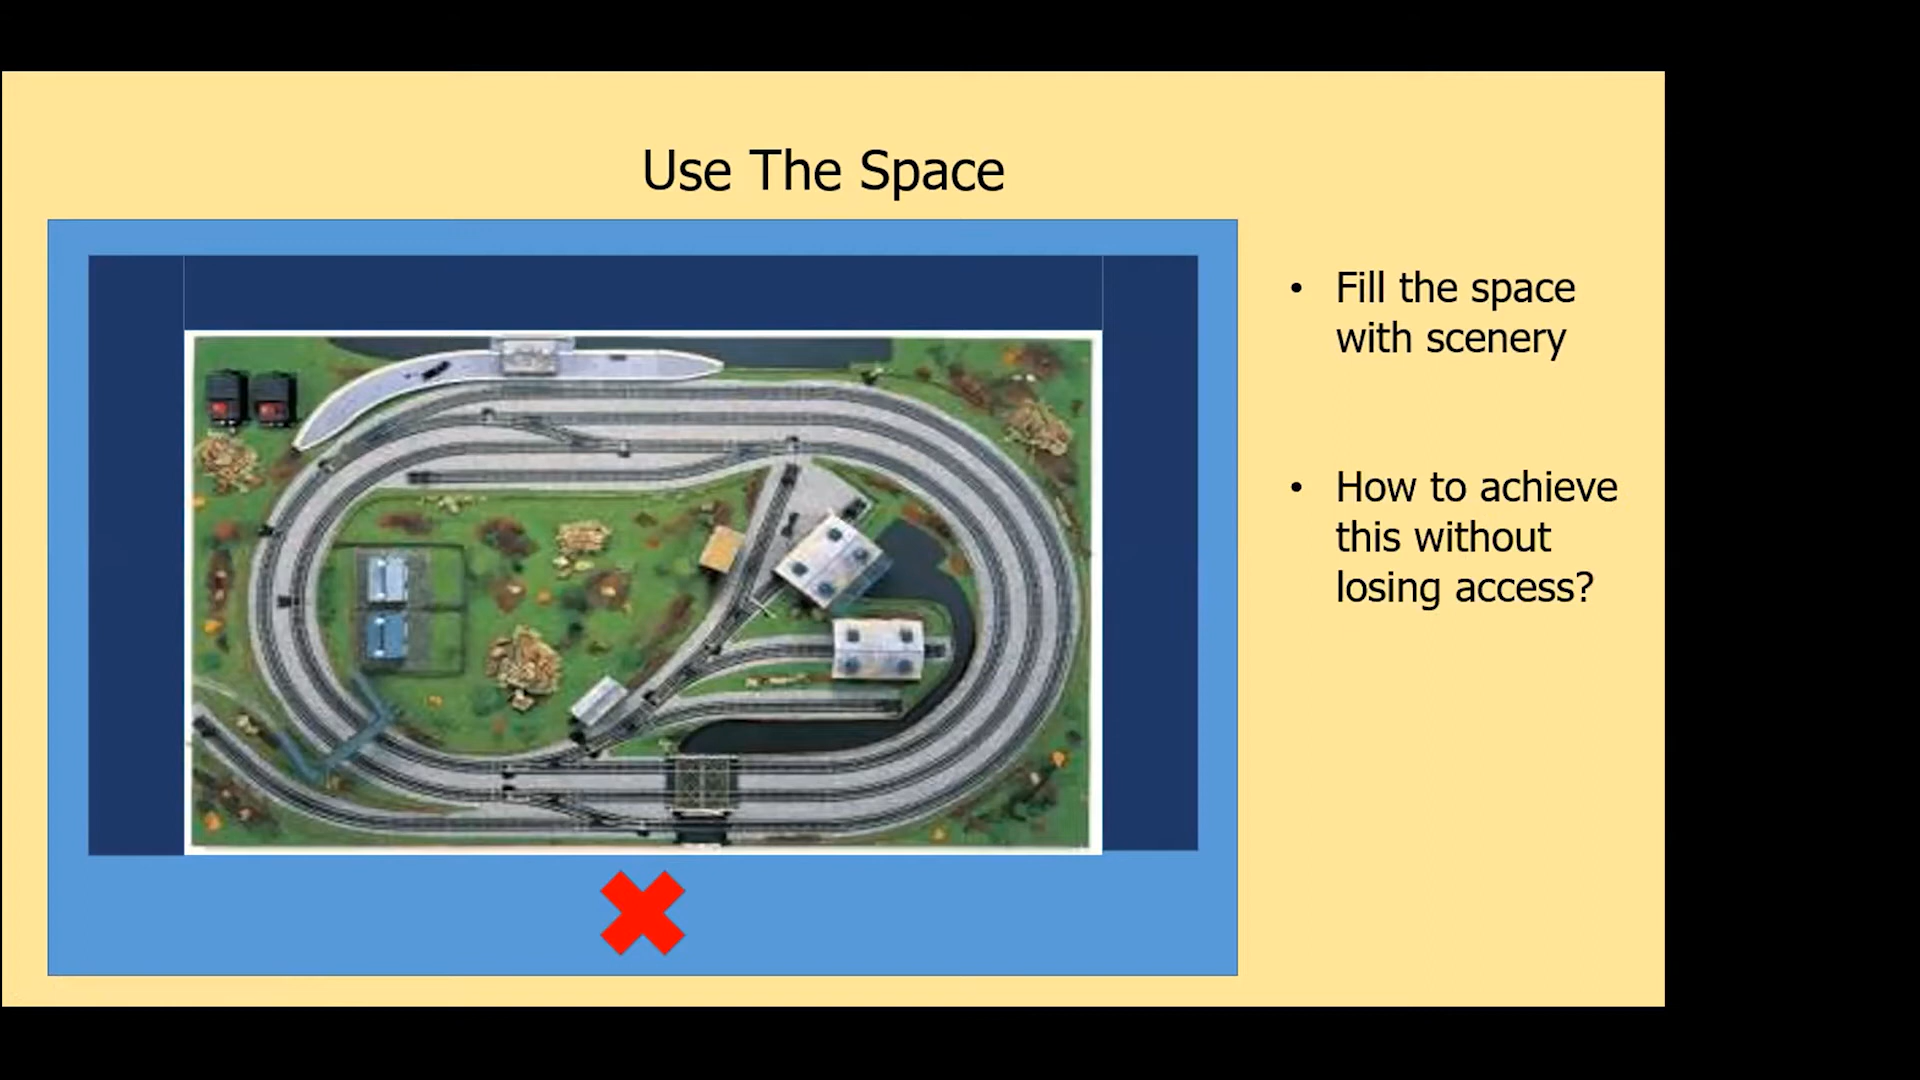 Use The Space
• Fill the space
with scenery
• How to achieve
this without
losing access?